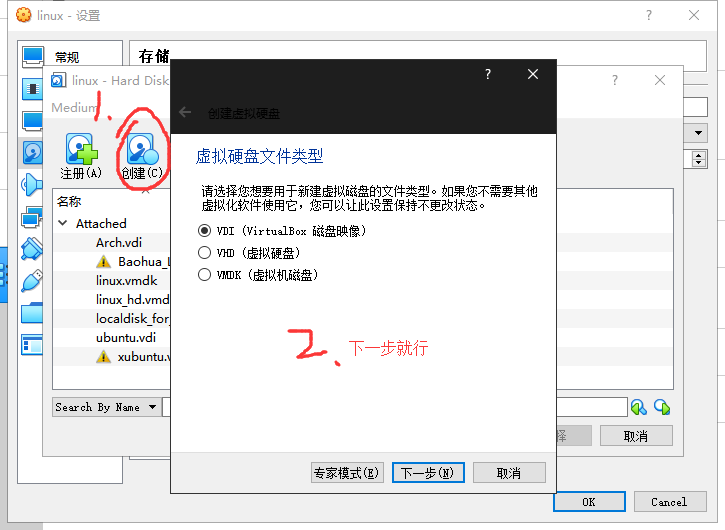 linux - 设置
常规
存储
linux - Hard Disk
Medium
1.
注册(A)
创建(C)
名称
Attached
Arch.vdi
Baohua_L
linux.vmdk
linux_hd.vmd
localdisk_for_
ubuntu.vdi
xubuntu.v
Search By Name
创建虚拟硬盘
虚拟硬盘文件类型
请选择您想要用于新建虚拟磁盘的文件类型。如果您不需要其他
虚拟化软件使用它，您可以让此设置保持不更改状态。
VDI (VirtualBox 磁盘映像)
VHD (虚拟硬盘)
VMDK (虚拟机磁盘)
2、下一步就行
专家模式(E)
下一步(N)
取消
取消
OK
Cancel